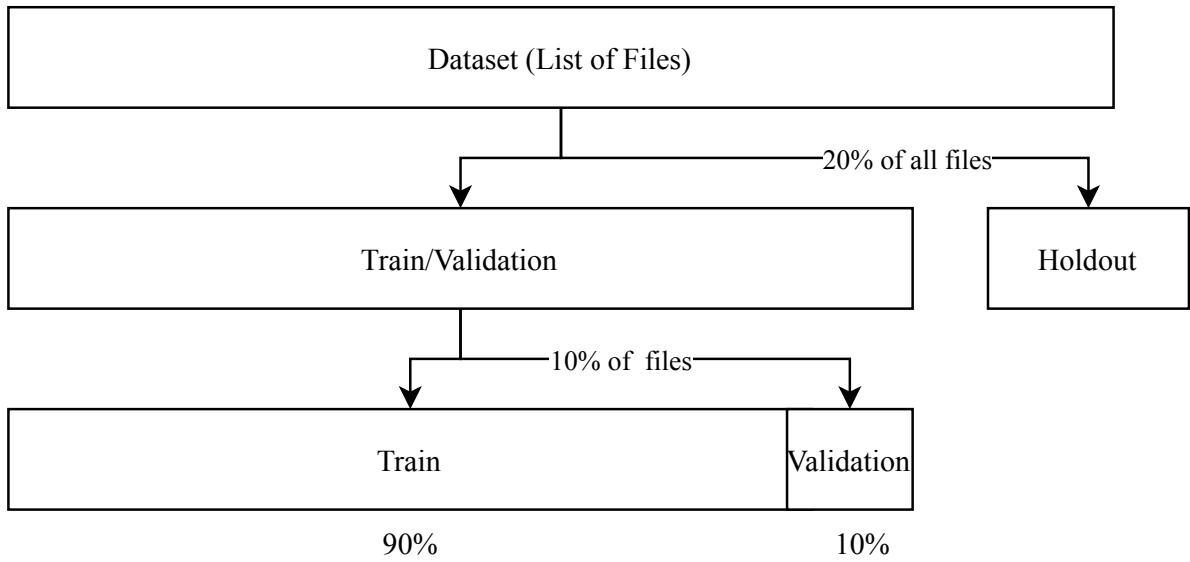 Dataset (List of Files)
20% of all files
Train/Validation
Holdout
10% of  files
Train
Validation
90%
10%